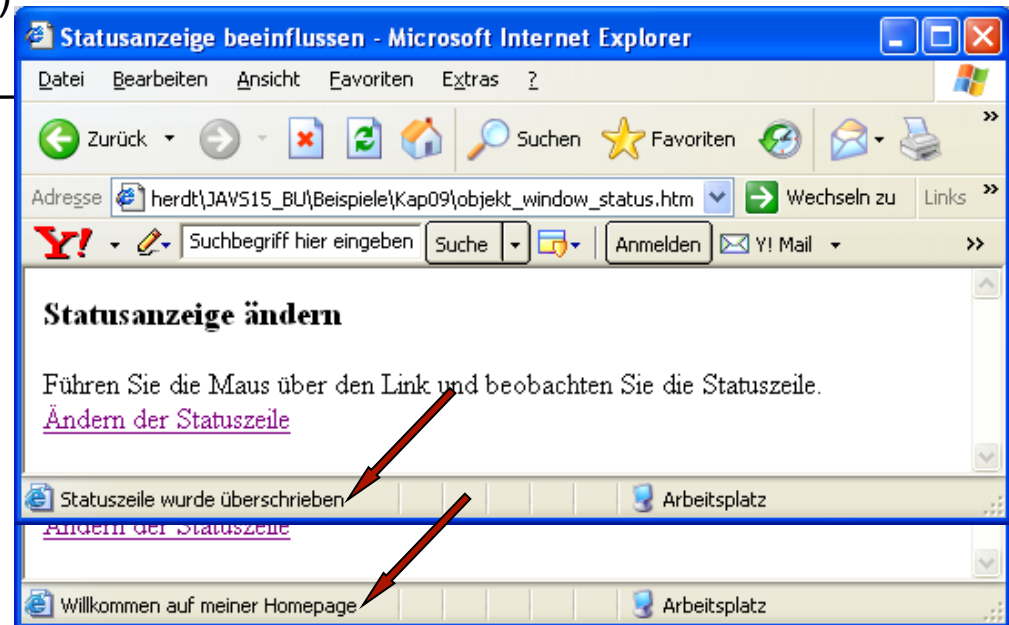 )
Statusanzeige beeinflussen - Microsoft Internet Explorer
Datei Bearbeiten Ansicht Favoriten Extras ?
Zurück Suchen Favoriten »
Adresse herdt\JAVS15_BU\Beispiele\Kap09\objekt_window_status.htm Wechseln zu Links »
Y! Suchbegriff hier eingeben Suche Anmelden Y! Mail »
Statusanzeige ändern
Führen Sie die Maus über den Link und beobachten Sie die Statuszeile.
Ändern der Statuszeile
Statuszeile wurde überschrieben Arbeitsplatz
Ändern der Statuszeile
Willkommen auf meiner Homepage Arbeitsplatz